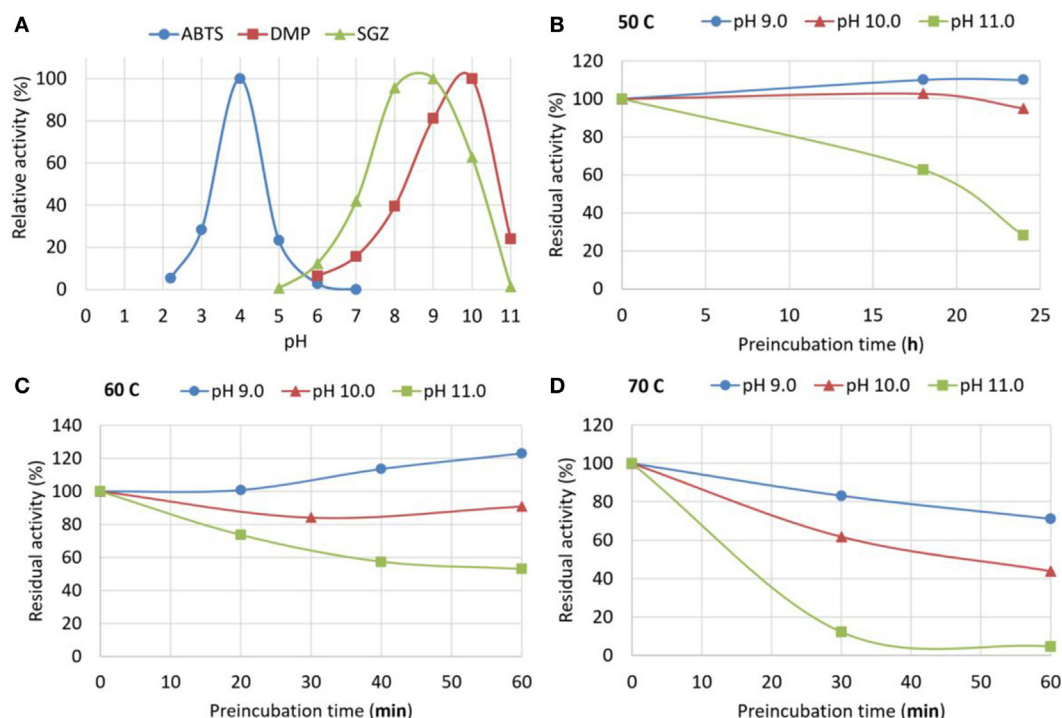 A
ABTS DMP SGZ
Relative activity (%)
100
80
60
40
20
0
0 1 2 3 4 5 6 7 8 9 10 11
pH
B
50 C pH 9.0 pH 10.0 pH 11.0
Residual activity (%)
120
100
80
60
40
20
0
0 5 10 15 20 25
Preincubation time (h)
C
60 C pH 9.0 pH 10.0 pH 11.0
Residual activity (%)
140
120
100
80
60
40
20
0
0 10 20 30 40 50 60
Preincubation time (min)
D
70 C pH 9.0 pH 10.0 pH 11.0
Residual activity (%)
120
100
80
60
40
20
0
0 10 20 30 40 50 60
Preincubation time (min)